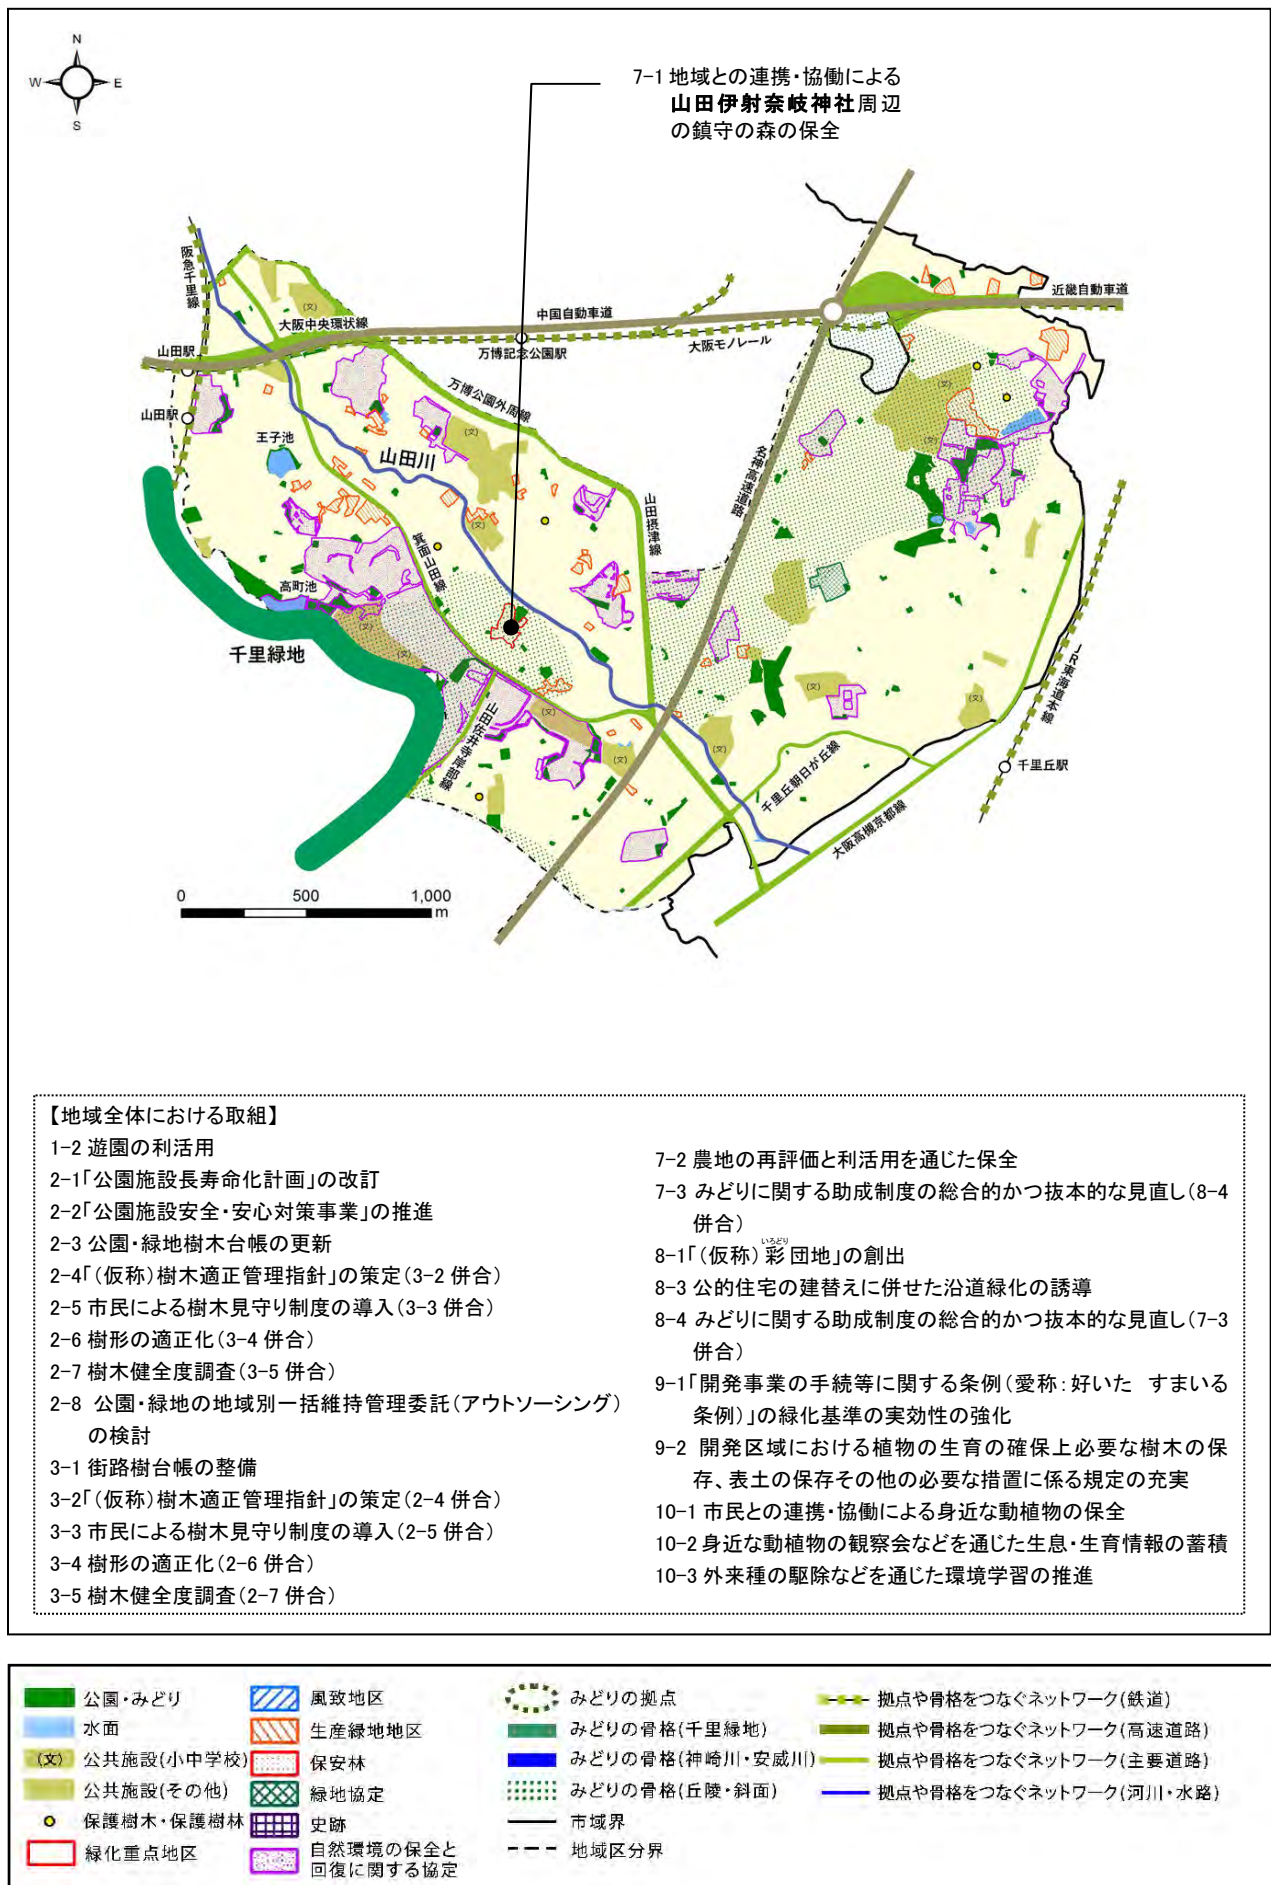 N
W
E
S
7-1 地域との連携・協働による
山田伊射奈岐神社周辺
の鎮守の森の保全
阪急千里線
(文)
大阪中央環状線
中国自動車道
近畿自動車道
山田駅
万博記念公園駅
大阪モノレール
山田駅
万博公園外周線
(文)
王子池
(文)
(文)
山田川
名神高速道路
山田摂津線
(文)
箕面山田線
高町池
(文)
(文)
千里緑地
JR東海道本線
(文)
(文)
山田佐井寺岸部線
(文)
(文)
(文)
千里丘朝日が丘線
千里丘駅
大阪高槻京都線
0 500 1,000
m
【地域全体における取組】
1-2 遊園の利活用
2-1「公園施設長寿命化計画」の改訂
2-2「公園施設安全・安心対策事業」の推進
2-3 公園・緑地樹木台帳の更新
2-4「(仮称)樹木適正管理指針」の策定(3-2 併合)
2-5 市民による樹木見守り制度の導入(3-3 併合)
2-6 樹形の適正化(3-4 併合)
2-7 樹木健全度調査(3-5 併合)
2-8 公園・緑地の地域別一括維持管理委託(アウトソーシング)
の検討
3-1 街路樹台帳の整備
3-2「(仮称)樹木適正管理指針」の策定(2-4 併合)
3-3 市民による樹木見守り制度の導入(2-5 併合)
3-4 樹形の適正化(2-6 併合)
3-5 樹木健全度調査(2-7 併合)
7-2 農地の再評価と利活用を通じた保全
7-3 みどりに関する助成制度の総合的かつ抜本的な見直し(8-4
併合)
いろどり
8-1「(仮称)彩団地」の創出
8-3 公的住宅の建替えに併せた沿道緑化の誘導
8-4 みどりに関する助成制度の総合的かつ抜本的な見直し(7-3
併合)
9-1「開発事業の手続等に関する条例(愛称:好いた すまいる
条例)」の緑化基準の実効性の強化
9-2 開発区域における植物の生育の確保上必要な樹木の保
存、表土の保存その他の必要な措置に係る規定の充実
10-1 市民との連携・協働による身近な動植物の保全
10-2 身近な動植物の観察会などを通じた生息・生育情報の蓄積
10-3 外来種の駆除などを通じた環境学習の推進
公園・みどり
水面
(文) 公共施設(小中学校)
公共施設(その他)
保護樹木・保護樹林
緑化重点地区
風致地区
生産緑地地区
保安林
緑地協定
史跡
自然環境の保全と
回復に関する協定
みどりの拠点
みどりの骨格(千里緑地)
みどりの骨格(神崎川・安威川)
みどりの骨格(丘陵・斜面)
市域界
地域区分界
拠点や骨格をつなぐネットワーク(鉄道)
拠点や骨格をつなぐネットワーク(高速道路)
拠点や骨格をつなぐネットワーク(主要道路)
拠点や骨格をつなぐネットワーク(河川・水路)